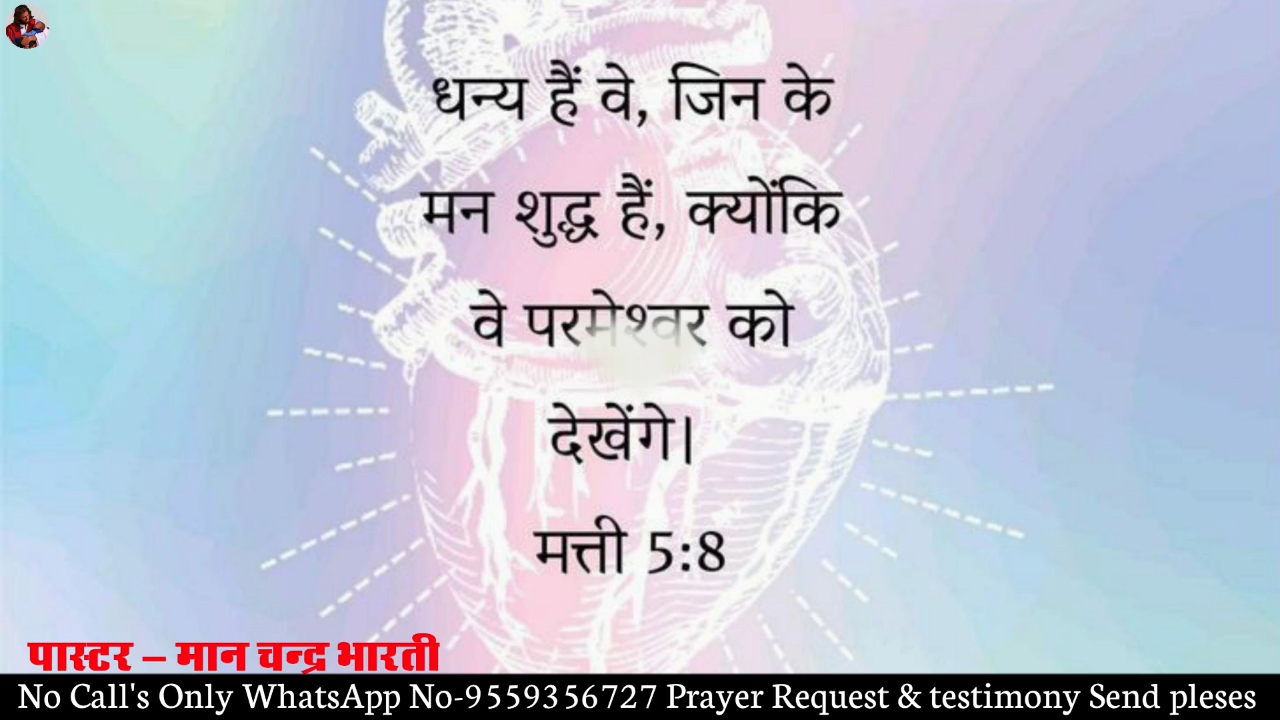 धन्य हैं वे, जिन के
मन शुद्ध हैं, क्योंकि
वे परमेश्वर को
देखेंगे।
मत्ती 5:8
पास्टर – मान चन्द्र भारती
No Call's Only WhatsApp No-9559356727 Prayer Request & testimony Send pleses